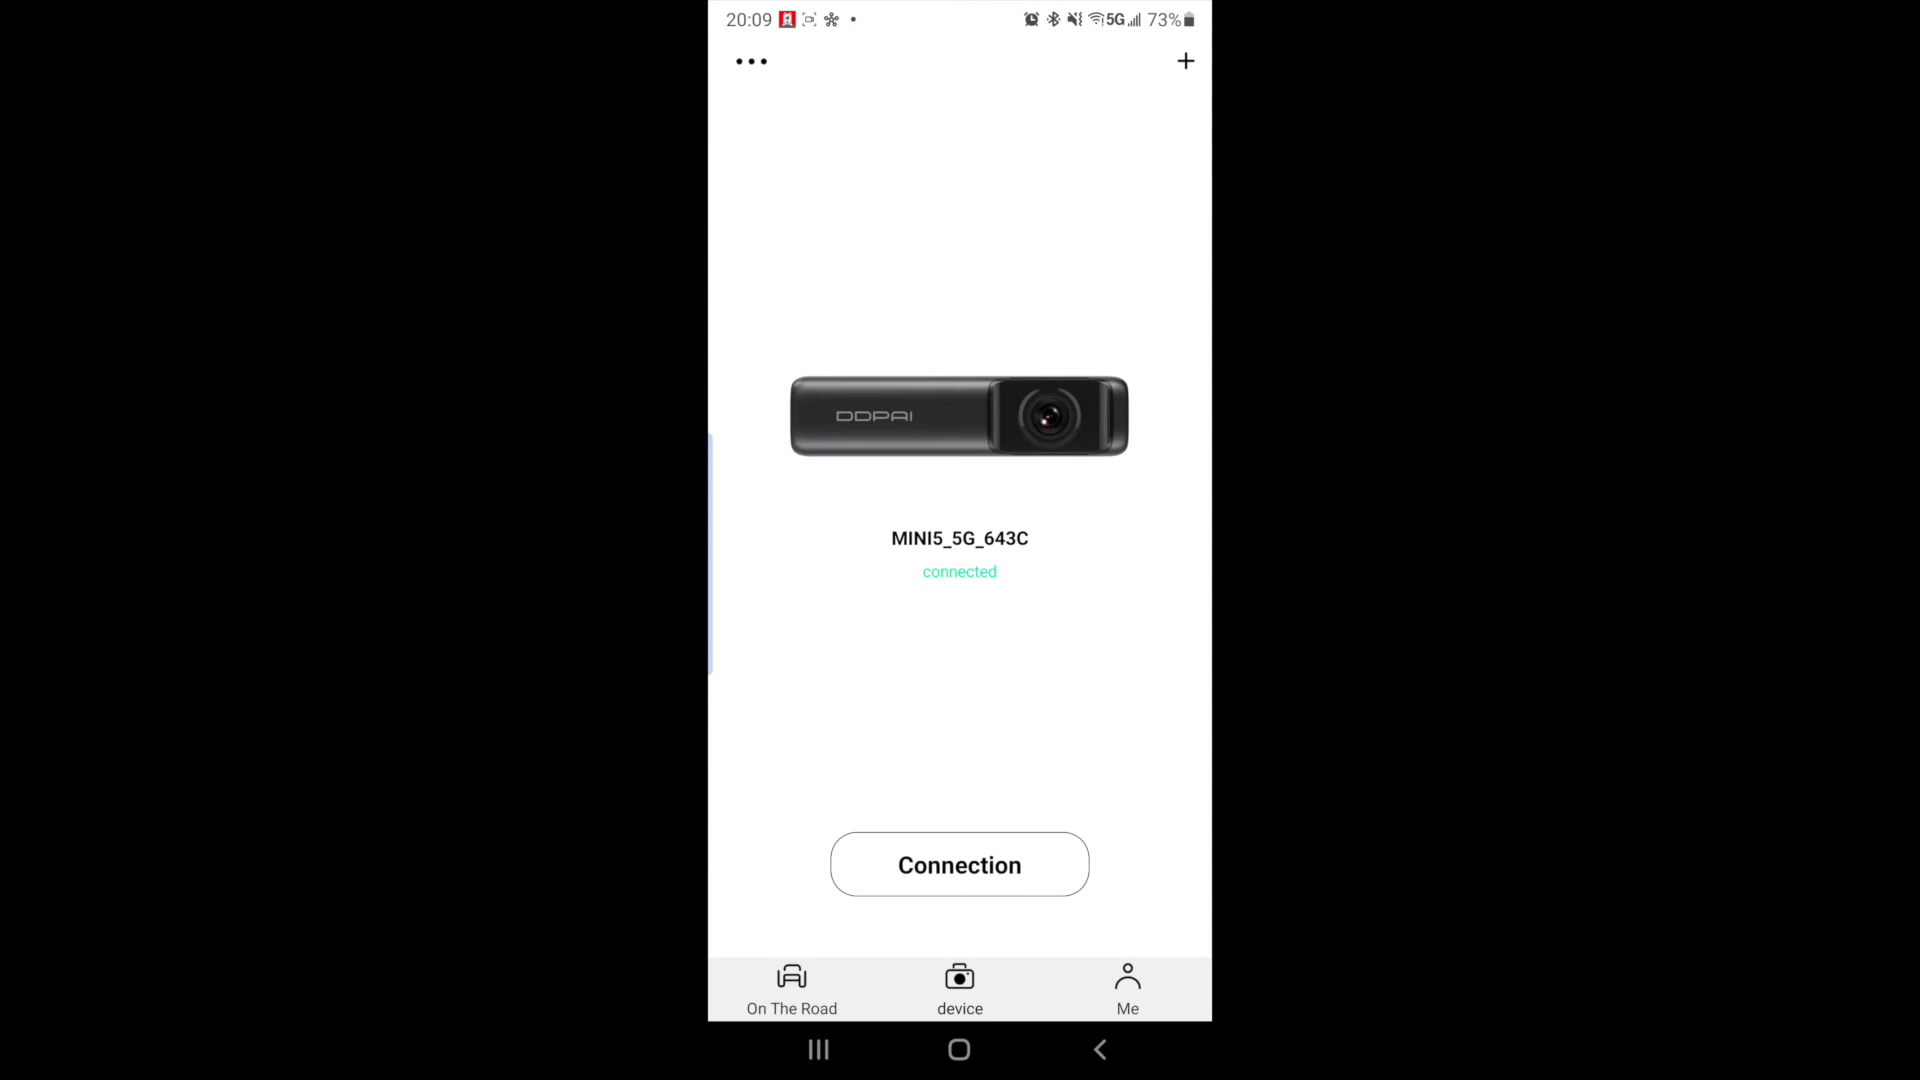 20:09 5G 73%
DDPAI
MINI5_5G_643C
connected
Connection
On The Road device Me